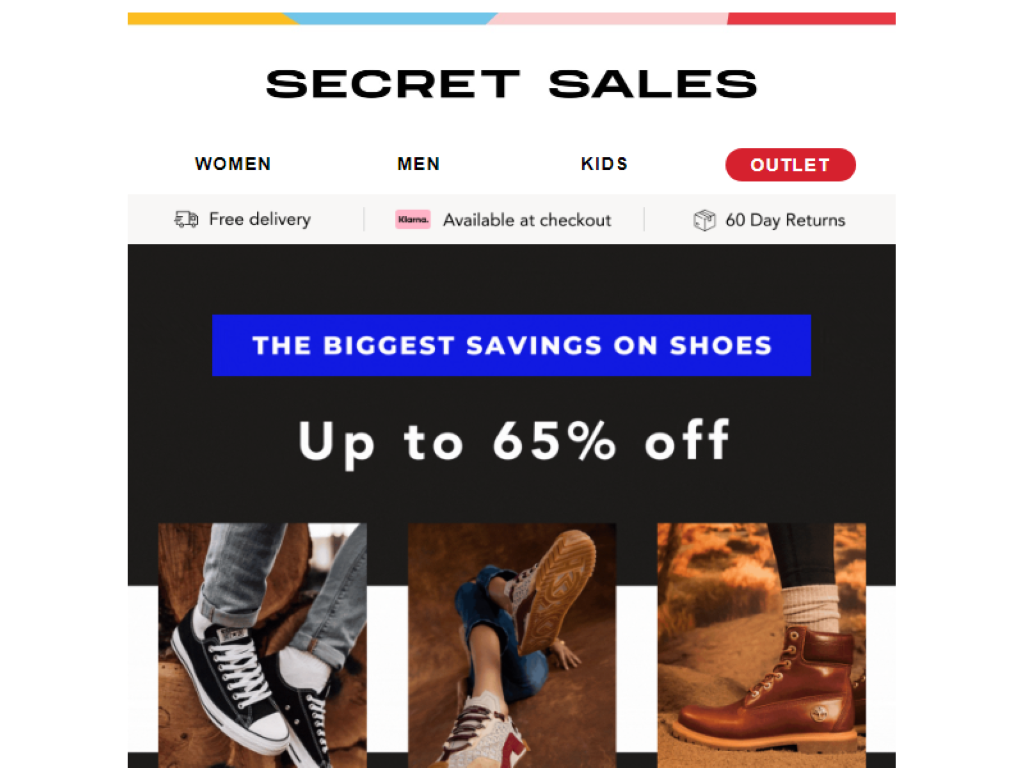 SECRET SALES
WOMEN MEN KIDS OUTLET
Free delivery Klarna. Available at checkout 60 Day Returns
THE BIGGEST SAVINGS ON SHOES
Up to 65% off